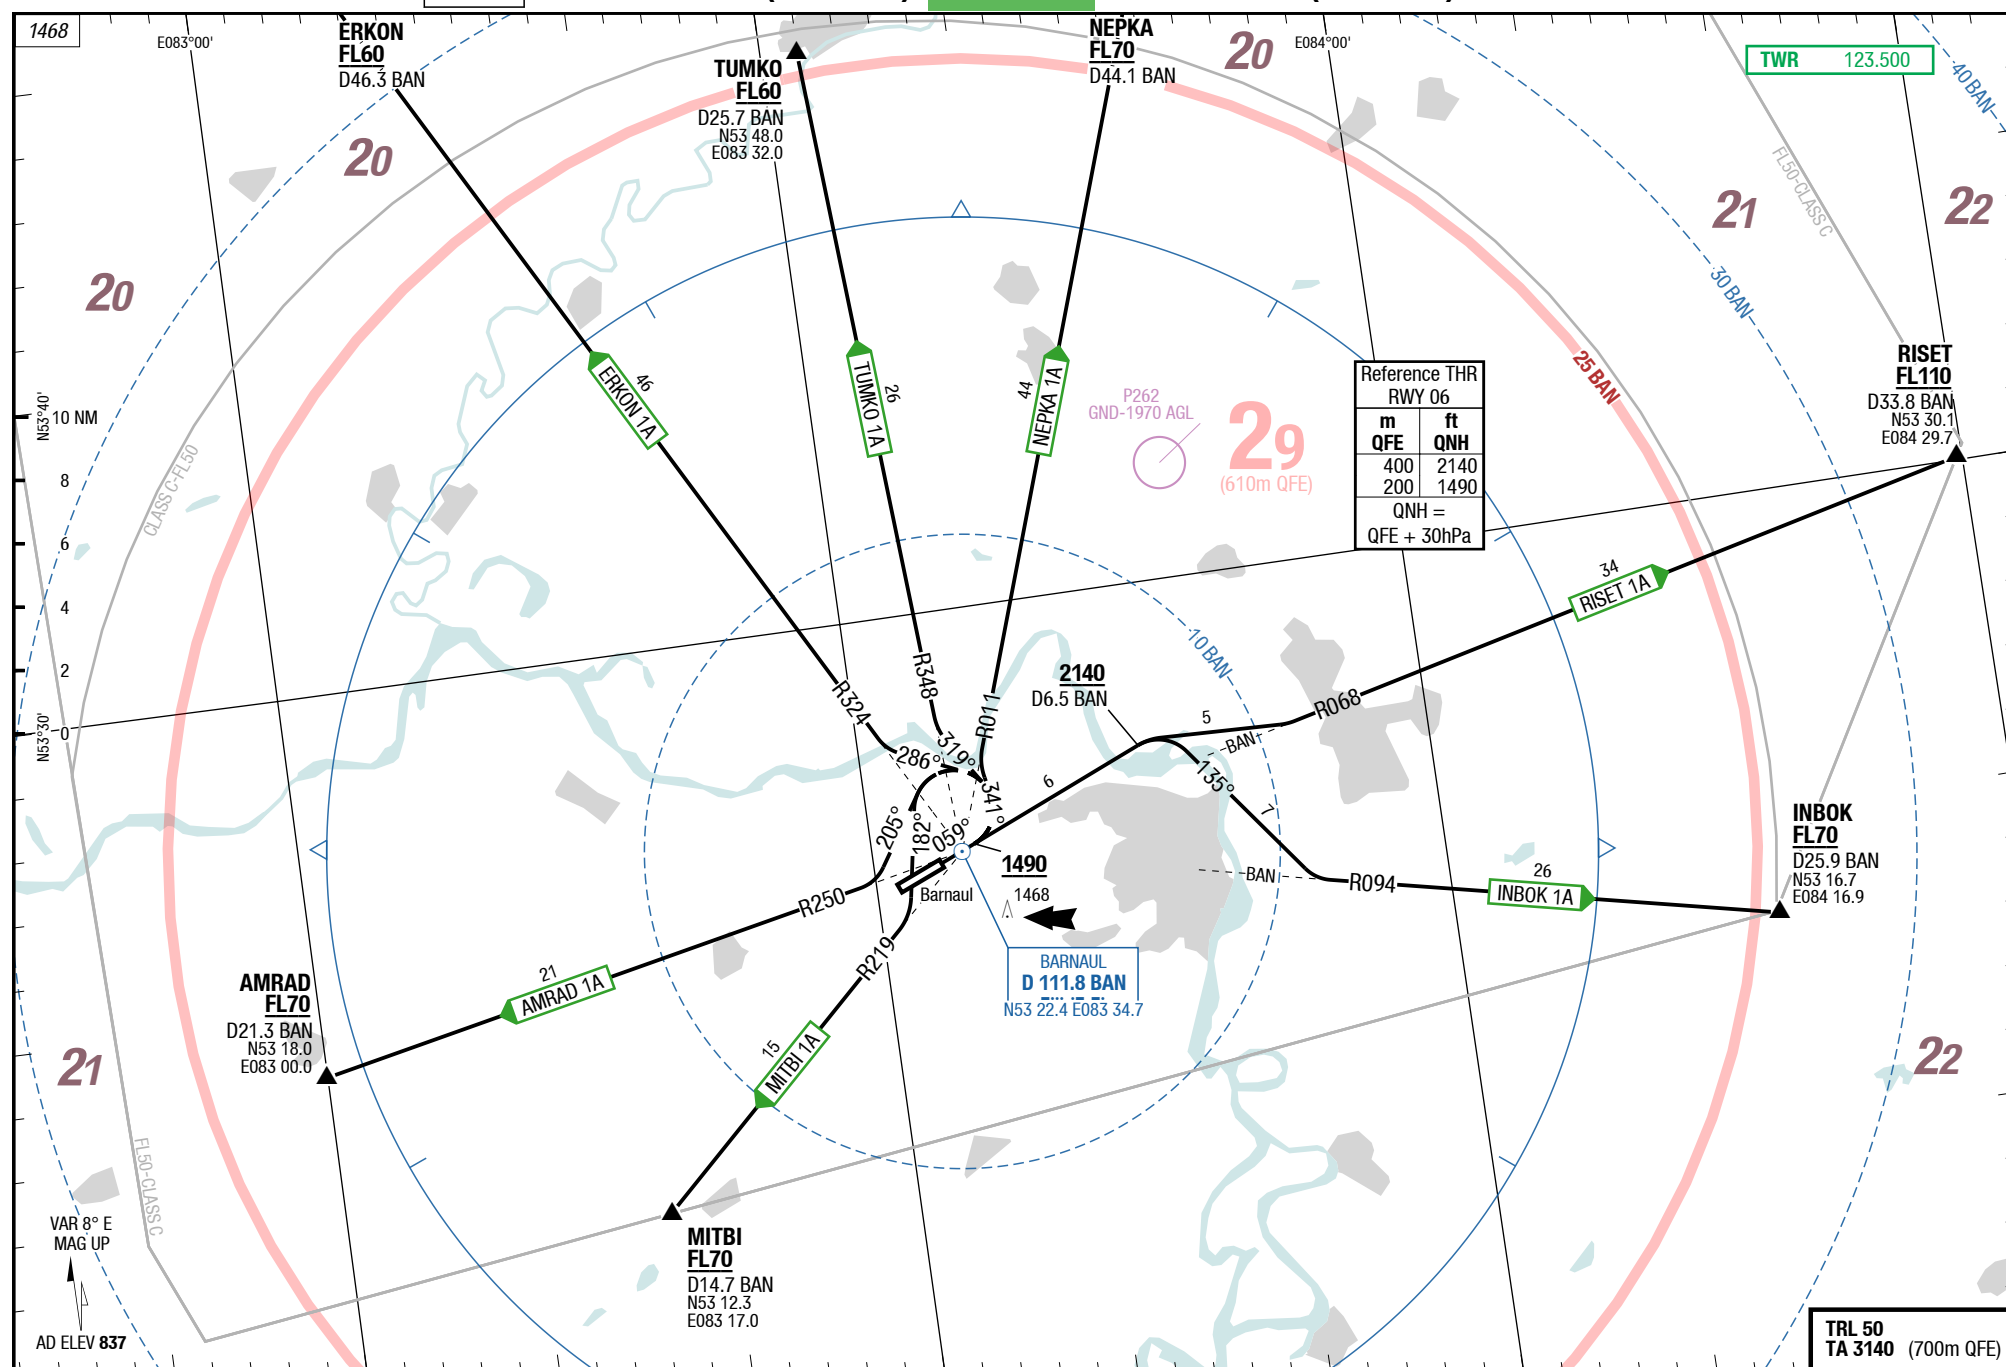 1468
E083°00'
ERKON
FL60
D46.3 BAN
TUMKO
FL60
D25.7 BAN
N53 48.0
E083 32.0
NEPKA
FL70
D44.1 BAN
20
E084°00'
TWR 123.500
40 BAN
20
FL50-CLASS C
21
22
20
30 BAN
RISET
FL110
D33.8 BAN
N53 30.1
E084 29.7
25 BAN
46
ERKON 1A
26
TUMKO 1A
44
NEPKA 1A
P262
GND-1970 AGL
29
(610m QFE)
Reference THR
RWY 06
m ft
QFE QNH
400 2140
200 1490
QNH =
QFE + 30hPa
N53°40'
10 NM
8
6
4
2
0
N53°30'
CLASS C-FL50
34
RISET 1A
10 BAN
R324
R348
R011
2140
D6.5 BAN
5
R068
BAN
286°
319°
341°
6
135°
7
205°
182°
059°
1490
Barnaul
1468
BAN
R094
26
INBOK 1A
INBOK
FL70
D25.9 BAN
N53 16.7
E084 16.9
R250
R219
BARNAUL
D 111.8 BAN
N53 22.4 E083 34.7
21
AMRAD 1A
AMRAD
FL70
D21.3 BAN
N53 18.0
E083 00.0
15
MITBI 1A
21
22
FL50-CLASS C
MITBI
FL70
D14.7 BAN
N53 12.3
E083 17.0
VAR 8° E
MAG UP
AD ELEV 837
TRL 50
TA 3140 (700m QFE)